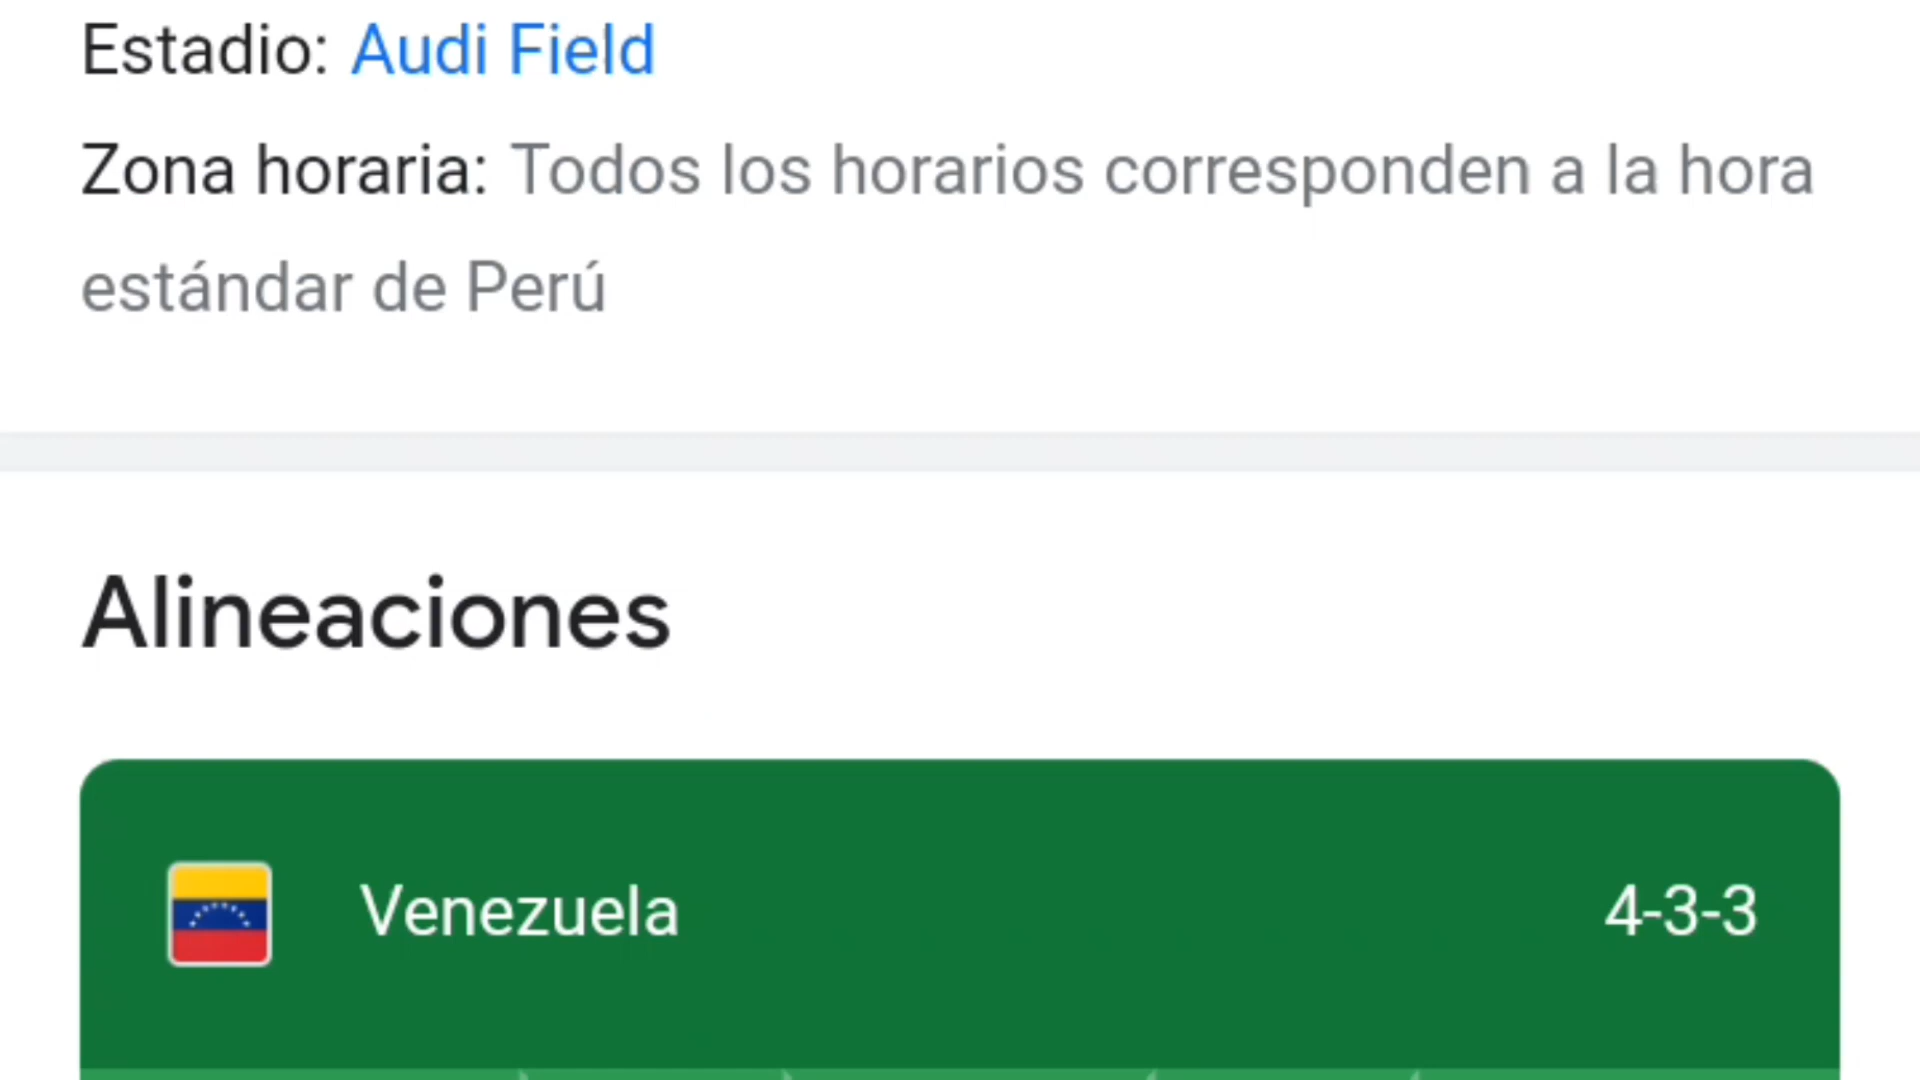 Estadio: Audi Field
Zona horaria: Todos los horarios corresponden a la hora
estándar de Perú
Alineaciones
Venezuela 4-3-3